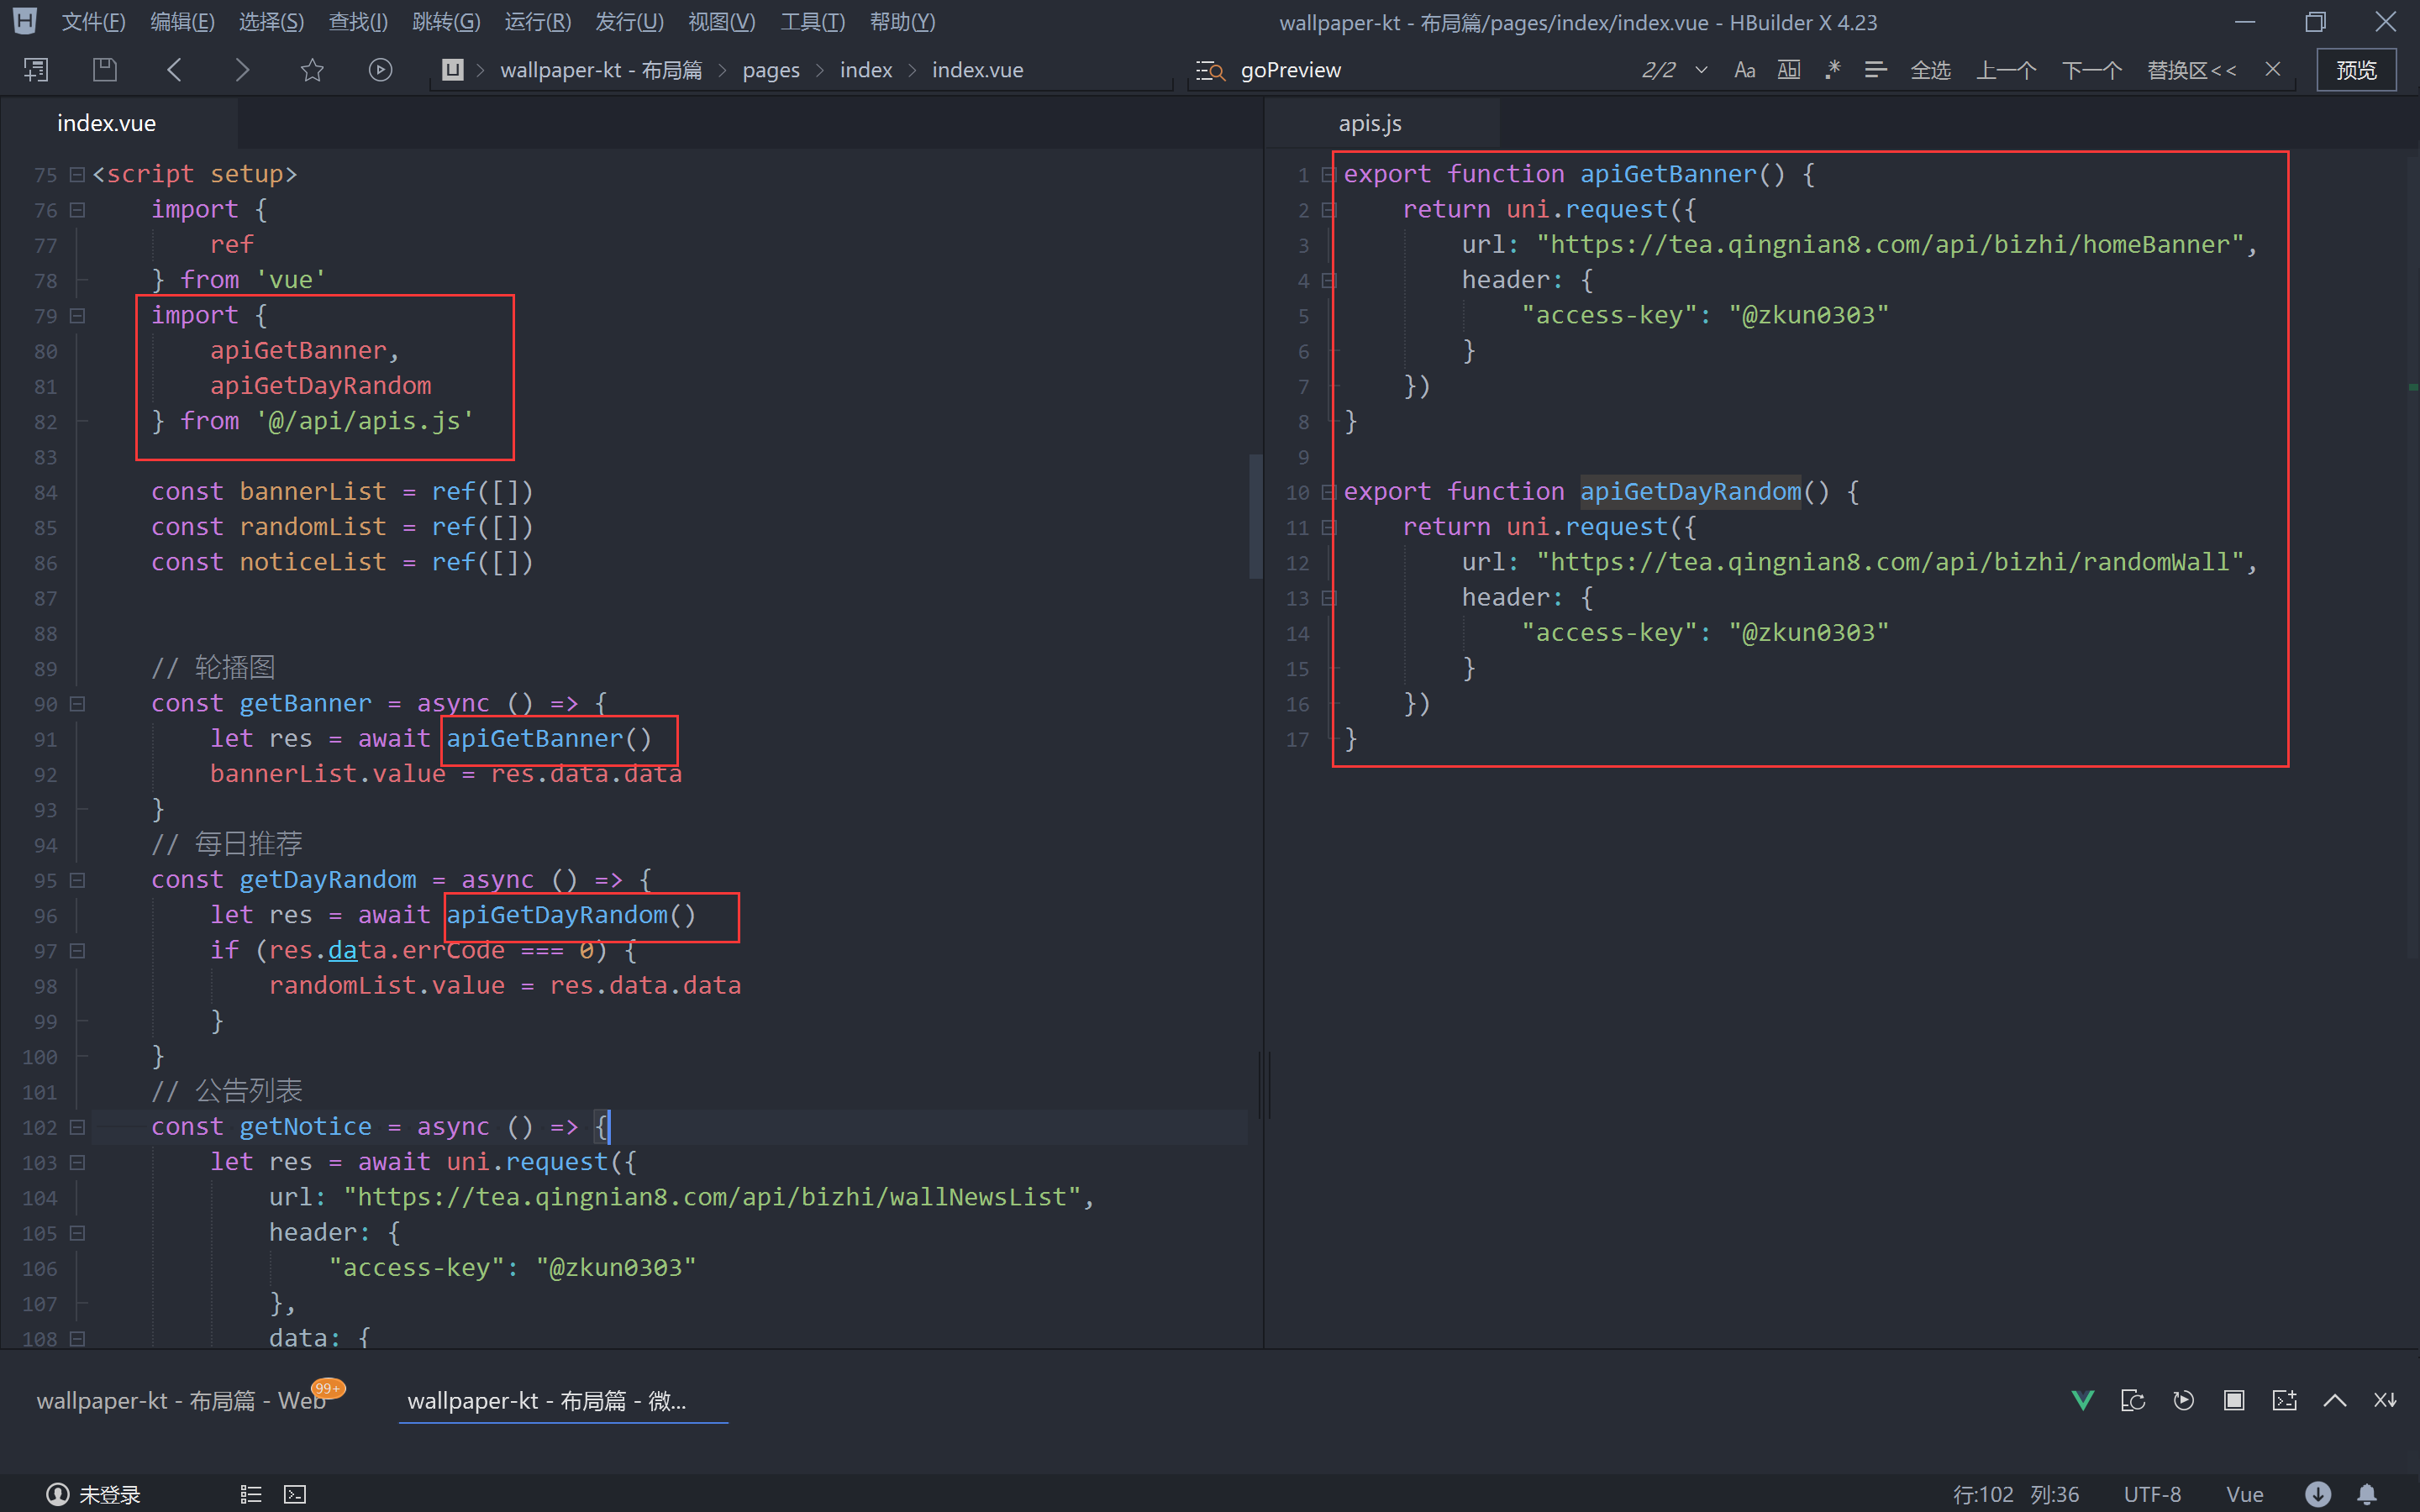 文件(F) 编辑(E) 选择(S) 查找(I) 跳转(G) 运行(R) 发行(U) 视图(V) 工具(T) 帮助(Y) wallpaper-kt - 布局篇/pages/index/index.vue - HBuilder X 4.23
wallpaper-kt - 布局篇 pages index index.vue goPreview 2/2 Aa Ab .* 全选 上一个 下一个 替换区<< 预览
index.vue
75 <script setup>
76 import {
77 ref
78 } from 'vue'
79 import {
80 apiGetBanner,
81 apiGetDayRandom
82 } from '@/api/apis.js'
83
84 const bannerList = ref([])
85 const randomList = ref([])
86 const noticeList = ref([])
87
88
89 // 轮播图
90 const getBanner = async () => {
91 let res = await apiGetBanner()
92 bannerList.value = res.data.data
93 }
94 // 每日推荐
95 const getDayRandom = async () => {
96 let res = await apiGetDayRandom()
97 if (res.data.errCode === 0) {
98 randomList.value = res.data.data
99 }
100 }
101 // 公告列表
102 const getNotice = async () => {
103 let res = await uni.request({
104 url: "https://tea.qingnian8.com/api/bizhi/wallNewsList",
105 header: {
106 "access-key": "@zkun0303"
107 },
108 data: {
apis.js
1 export function apiGetBanner() {
2 return uni.request({
3 url: "https://tea.qingnian8.com/api/bizhi/homeBanner",
4 header: {
5 "access-key": "@zkun0303"
6 }
7 })
8 }
9
10 export function apiGetDayRandom() {
11 return uni.request({
12 url: "https://tea.qingnian8.com/api/bizhi/randomWall",
13 header: {
14 "access-key": "@zkun0303"
15 }
16 })
17 }
wallpaper-kt - 布局篇 - Web 99+ wallpaper-kt - 布局篇 - 微...
未登录 行:102 列:36 UTF-8 Vue